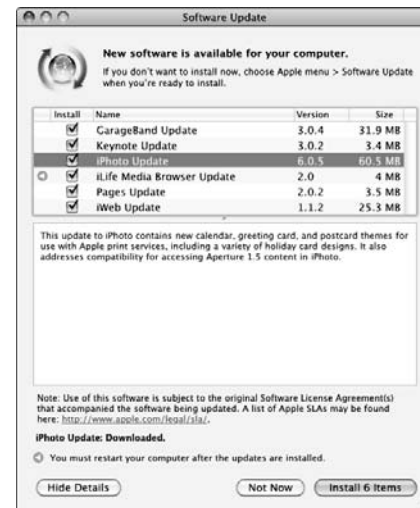 Software Update
New software is available for your computer.
If you don't want to install now, choose Apple menu > Software Update
when you're ready to install.
Install Name Version Size
GarageBand Update 3.0.4 31.9 MB
Keynote Update 3.0.2 3.4 MB
iPhoto Update 6.0.5 60.5 MB
iLife Media Browser Update 2.0 4 MB
Pages Update 2.0.2 3.5 MB
iWeb Update 1.1.2 25.3 MB
This update to iPhoto contains new calendar, greeting card, and postcard themes for
use with Apple print services, including a variety of holiday card designs. It also
addresses compatibility for accessing Aperture 1.5 content in iPhoto.
Note: Use of this software is subject to the original Software License Agreement(s)
that accompanied the software being updated. A list of Apple SLAs may be found
here: http://www.apple.com/legal/sla/.
iPhoto Update: Downloaded.
You must restart your computer after the updates are installed.
Hide Details Not Now Install 6 Items